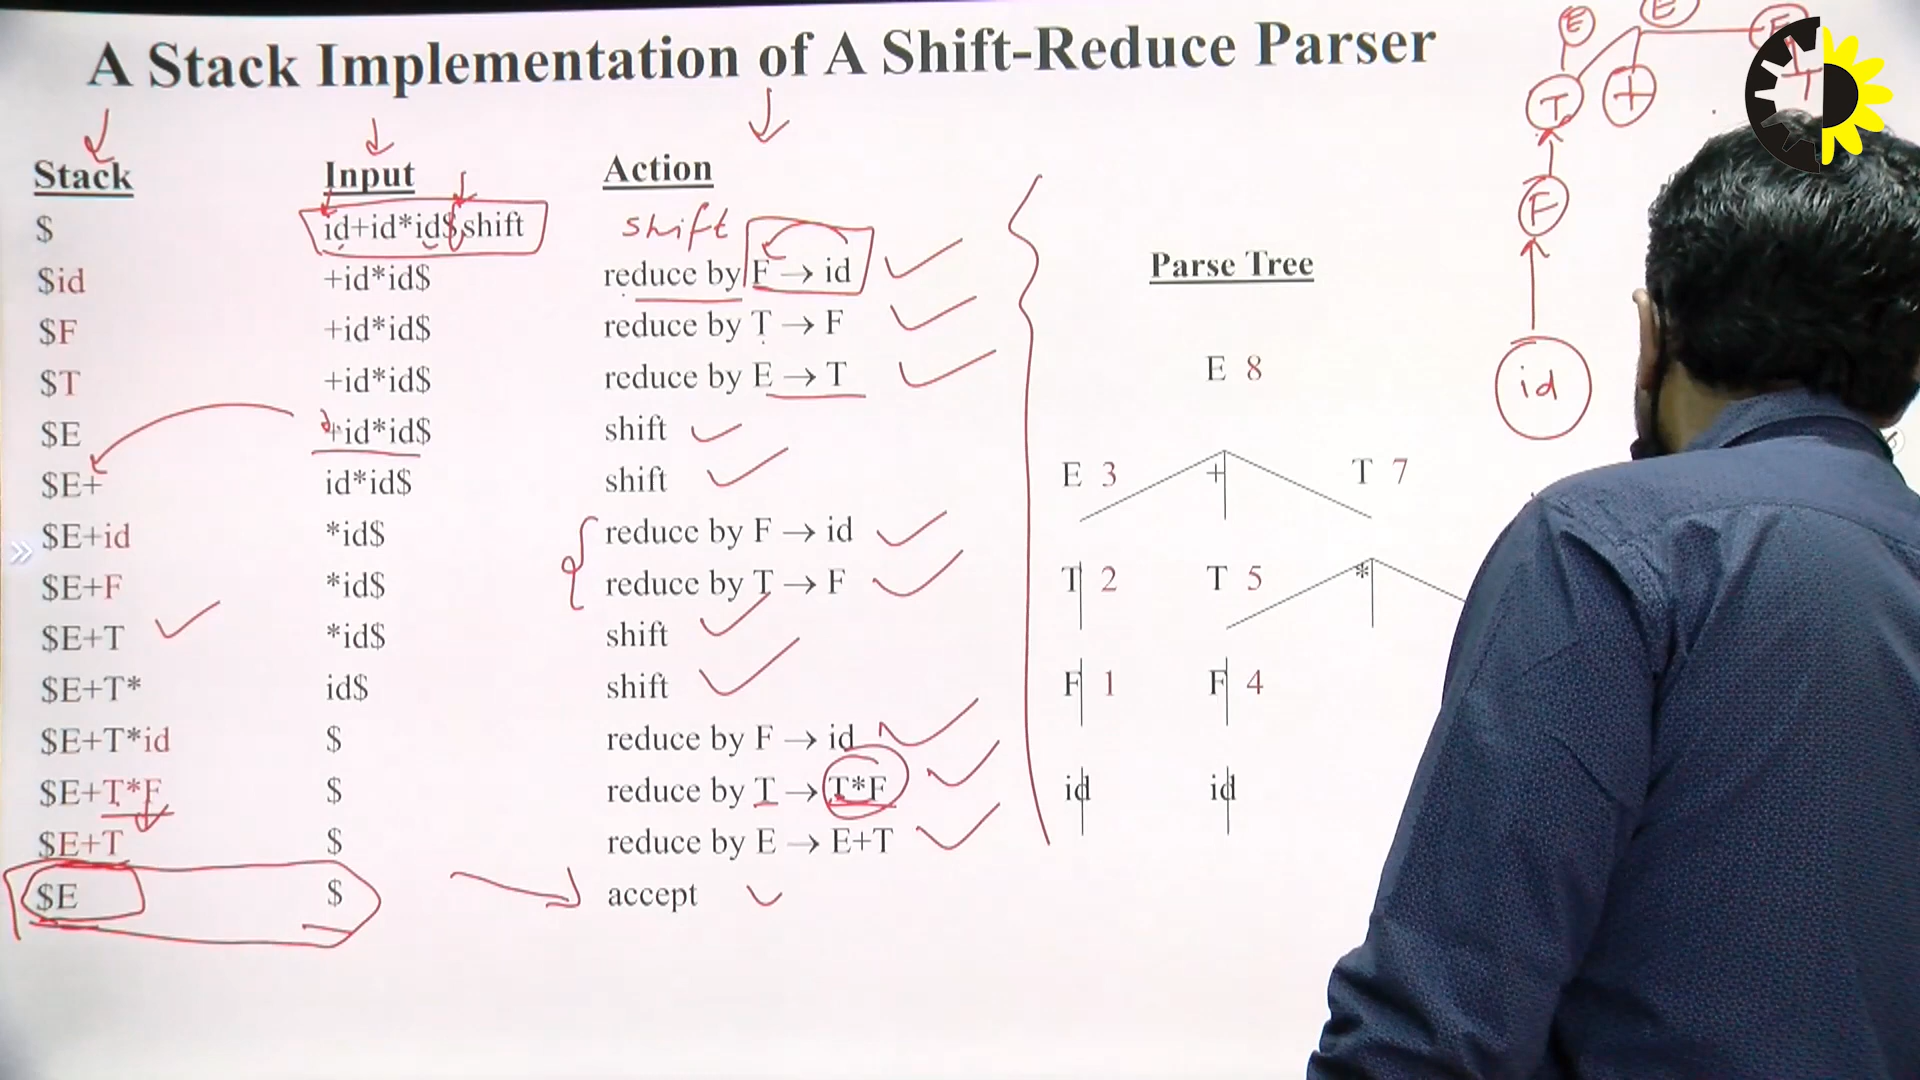 A Stack Implementation of A Shift-Reduce Parser
Stack Input Action
$ id+id*id$ shift shift
$id +id*id$ reduce by F → id
$F +id*id$ reduce by T → F
$T +id*id$ reduce by E → T
$E +id*id$ shift
$E+ id*id$ shift
$E+id *id$ reduce by F → id
$E+F *id$ reduce by T → F
$E+T *id$ shift
$E+T* id$ shift
$E+T*id $ reduce by F → id
$E+T*F $ reduce by T → T*F
$E+T $ reduce by E → E+T
$E $ accept
Parse Tree
E 8
E 3 + T 7
T 2 T 5 *
F 1 F 4
id id
E E
T + T
F
id